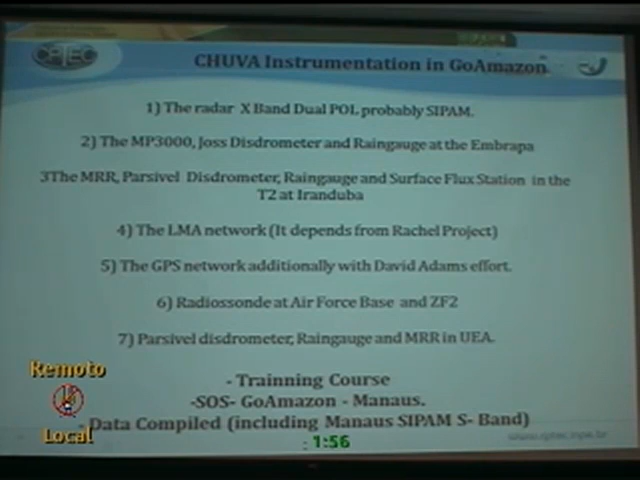 CPTEC
CHUVA Instrumentation in GoAmazon
1) The radar X Band Dual POL probably SIPAM.
2) The MP3000, Joss Disdrometer and Raingauge at the Embrapa
3The MRR, Parsivel Disdrometer, Raingauge and Surface Flux Station in the
T2 at Iranduba
4) The LMA network (It depends from Rachel Project)
5) The GPS network additionally with David Adams effort.
6) Radiossonde at Air Force Base and ZF2
7) Parsivel disdrometer, Raingauge and MRR in UEA.
Remoto
- Trainning Course
-SOS- GoAmazon - Manaus.
- Data Compiled (including Manaus SIPAM S- Band)
Local
: 1:56
www.cptec.inpe.br